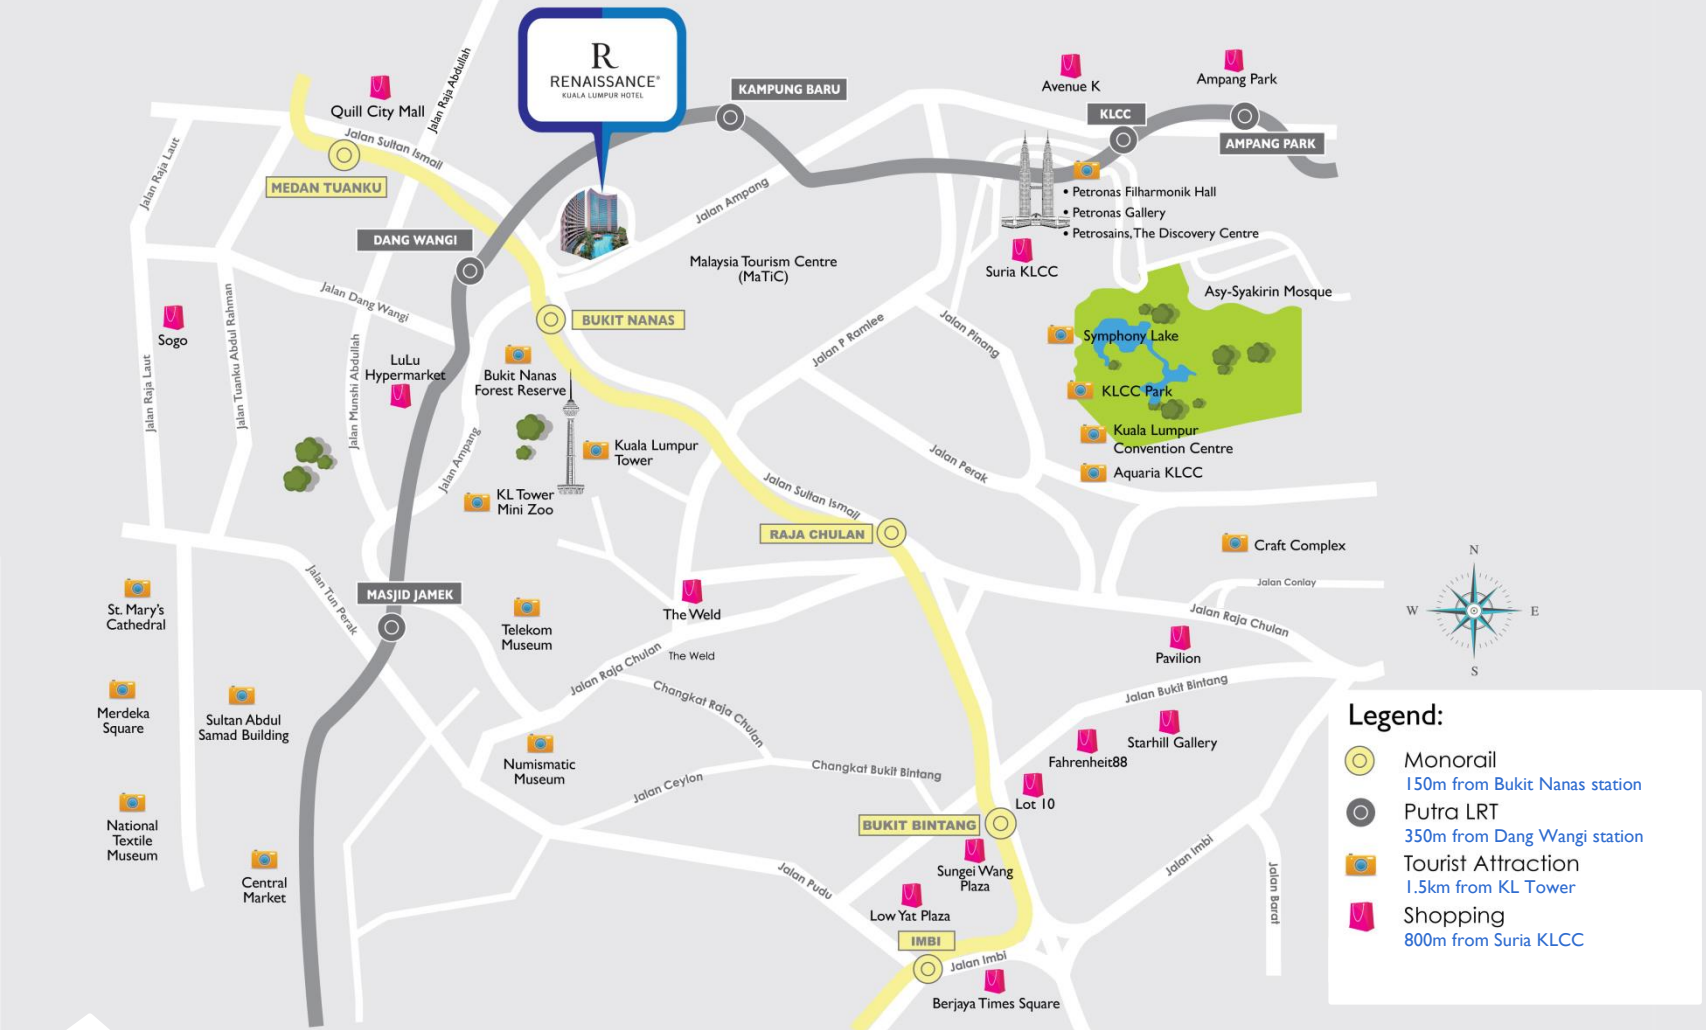 R
RENAISSANCE®
KUALA LUMPUR HOTEL
KAMPUNG BARU
Avenue K
Ampang Park
KLCC
AMPANG PARK
Quill City Mall
Jalan Raja Abdullah
Jalan Sultan Ismail
Jalan Raja Laut
MEDAN TUANKU
DANG WANGI
Jalan Ampang
• Petronas Filharmonik Hall
• Petronas Gallery
• Petrosains, The Discovery Centre
Suria KLCC
Malaysia Tourism Centre
(MaTiC)
Asy-Syakirin Mosque
Jalan Dang Wangi
BUKIT NANAS
Sogo
Jalan Tuanku Abdul Rahman
Jalan Raja Laut
Jalan Munshi Abdullah
LuLu
Hypermarket
Bukit Nanas
Forest Reserve
Jalan P Ramlee
Jalan Pinang
Symphony Lake
KLCC Park
Kuala Lumpur
Convention Centre
Aquaria KLCC
Jalan Ampang
Kuala Lumpur
Tower
KL Tower
Mini Zoo
Jalan Perak
Jalan Sultan Ismail
RAJA CHULAN
Craft Complex
Jalan Conlay
Jalan Raja Chulan
N
W
E
S
Jalan Tun Perak
MASJID JAMEK
St. Mary's
Cathedral
Telekom
Museum
The Weld
The Weld
Jalan Raja Chulan
Changkat Raja Chulan
Pavilion
Jalan Bukit Bintang
Starhill Gallery
Fahrenheit88
Lot 10
Merdeka
Square
Sultan Abdul
Samad Building
Numismatic
Museum
Jalan Ceylon
Changkat Bukit Bintang
BUKIT BINTANG
National
Textile
Museum
Central
Market
Jalan Pudu
Sungei Wang
Plaza
Low Yat Plaza
IMBI
Jalan Imbi
Jalan Imbi
Jalan Barat
Berjaya Times Square
Legend:
Monorail
150m from Bukit Nanas station
Putra LRT
350m from Dang Wangi station
Tourist Attraction
1.5km from KL Tower
Shopping
800m from Suria KLCC